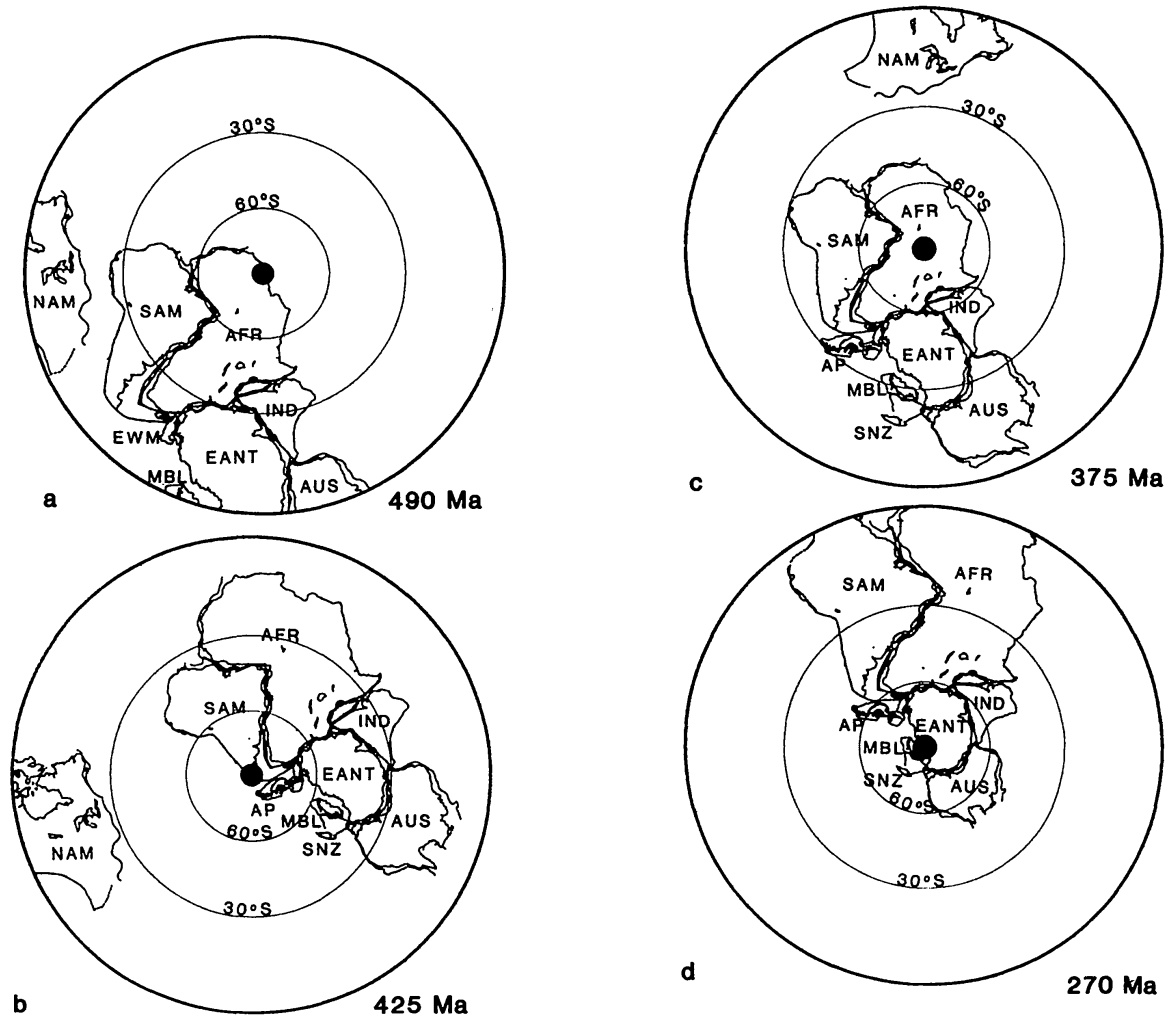 30°S
60°S
NAM
SAM
AFR
IND
EWM
EANT
MBL
AUS
a
490 Ma
NAM
30°S
60°S
AFR
SAM
IND
AP
EANT
MBL
AUS
SNZ
c
375 Ma
AFR
SAM
IND
EANT
AP
MBL
AUS
60°S
SNZ
NAM
30°S
b
425 Ma
SAM
AFR
IND
AP
EANT
MBL
SNZ
AUS
60°S
30°S
d
270 Ma